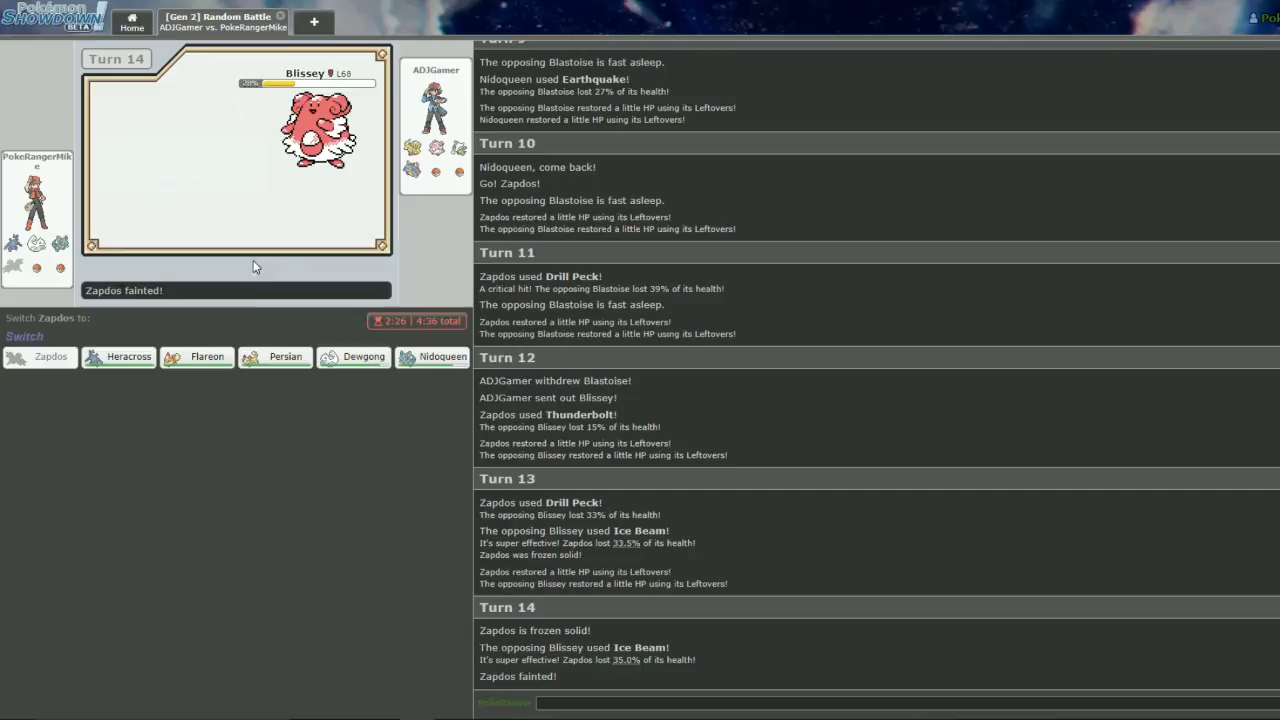 Pokémon
SHOWDOWN!
BETA
Home
[Gen 2] Random Battle
ADJGamer vs. PokeRangerMike
+
Turn 14
Blissey L68
28%
ADJGamer
PokeRangerMik
e
Zapdos fainted!
Switch Zapdos to:
2:26 | 4:36 total
Switch
Zapdos
Heracross
Flareon
Persian
Dewgong
Nidoqueen
The opposing Blastoise is fast asleep.
Nidoqueen used Earthquake!
The opposing Blastoise lost 27% of its health!
The opposing Blastoise restored a little HP using its Leftovers!
Nidoqueen restored a little HP using its Leftovers!
Turn 10
Nidoqueen, come back!
Go! Zapdos!
The opposing Blastoise is fast asleep.
Zapdos restored a little HP using its Leftovers!
The opposing Blastoise restored a little HP using its Leftovers!
Turn 11
Zapdos used Drill Peck!
A critical hit! The opposing Blastoise lost 39% of its health!
The opposing Blastoise is fast asleep.
Zapdos restored a little HP using its Leftovers!
The opposing Blastoise restored a little HP using its Leftovers!
Turn 12
ADJGamer withdrew Blastoise!
ADJGamer sent out Blissey!
Zapdos used Thunderbolt!
The opposing Blissey lost 15% of its health!
Zapdos restored a little HP using its Leftovers!
The opposing Blissey restored a little HP using its Leftovers!
Turn 13
Zapdos used Drill Peck!
The opposing Blissey lost 33% of its health!
The opposing Blissey used Ice Beam!
It's super effective! Zapdos lost 33.5% of its health!
Zapdos was frozen solid!
Zapdos restored a little HP using its Leftovers!
The opposing Blissey restored a little HP using its Leftovers!
Turn 14
Zapdos is frozen solid!
The opposing Blissey used Ice Beam!
It's super effective! Zapdos lost 35.0% of its health!
Zapdos fainted!